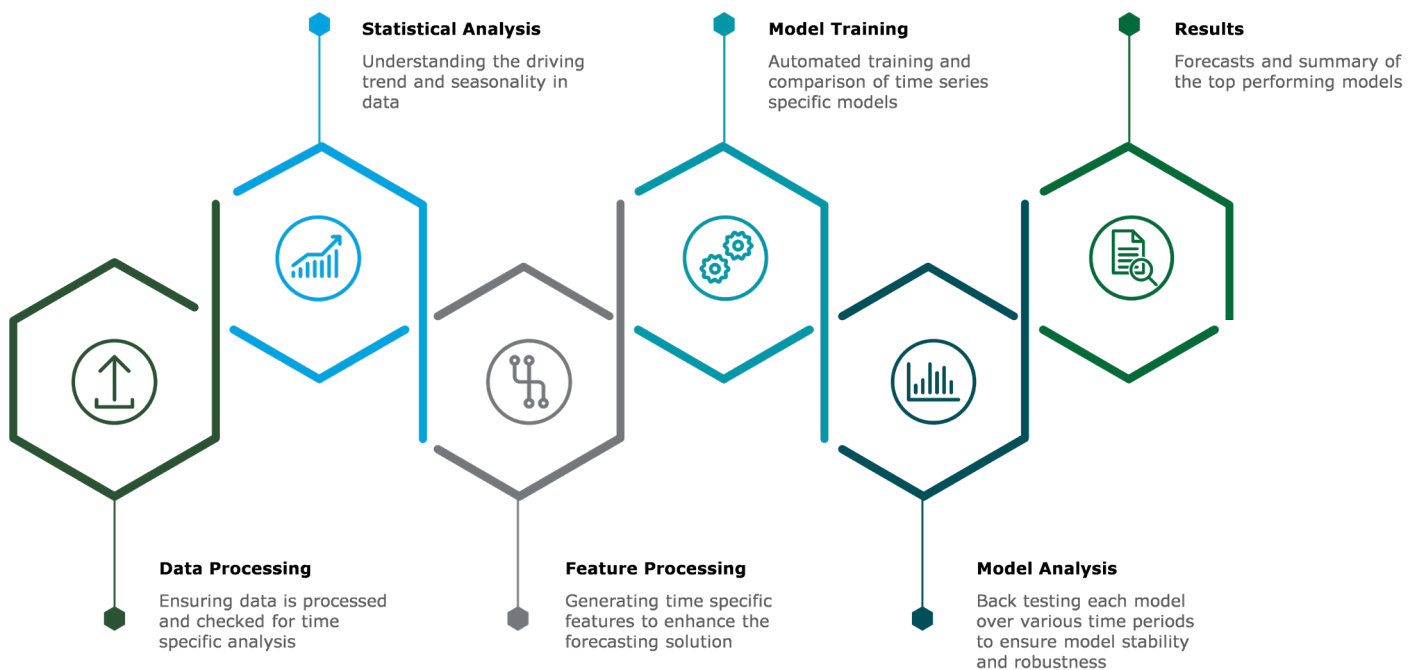 Statistical Analysis
Understanding the driving
trend and seasonality in
data
Model Training
Automated training and
comparison of time series
specific models
Results
Forecasts and summary of
the top performing models
Data Processing
Ensuring data is processed
and checked for time
specific analysis
Feature Processing
Generating time specific
features to enhance the
forecasting solution
Model Analysis
Back testing each model
over various time periods
to ensure model stability
and robustness